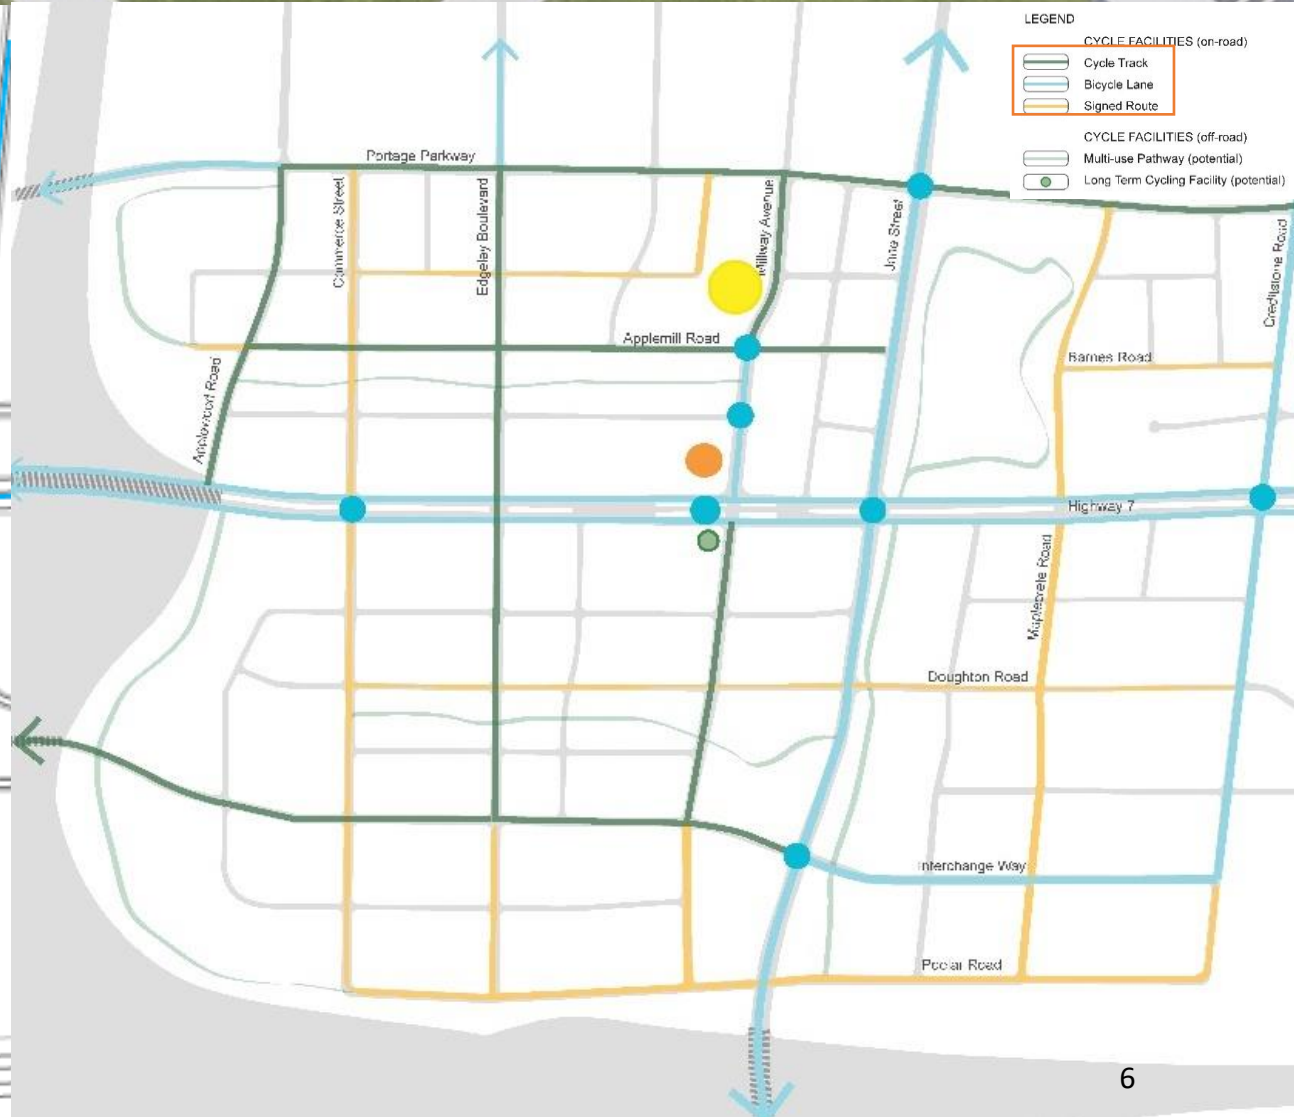 LEGEND
CYCLE FACILITIES (on-road)
Cycle Track
Bicycle Lane
Signed Route
CYCLE FACILITIES (off-road)
Multi-use Pathway (potential)
Long Term Cycling Facility (potential)
Portage Parkway
Commerce Street
Edgeley Boulevard
Millway Avenue
Jane Street
Creditstone Road
Applemill Road
Barnes Road
Applewood Road
Highway 7
Maplecrete Road
Doughton Road
Interchange Way
Poplar Road
6